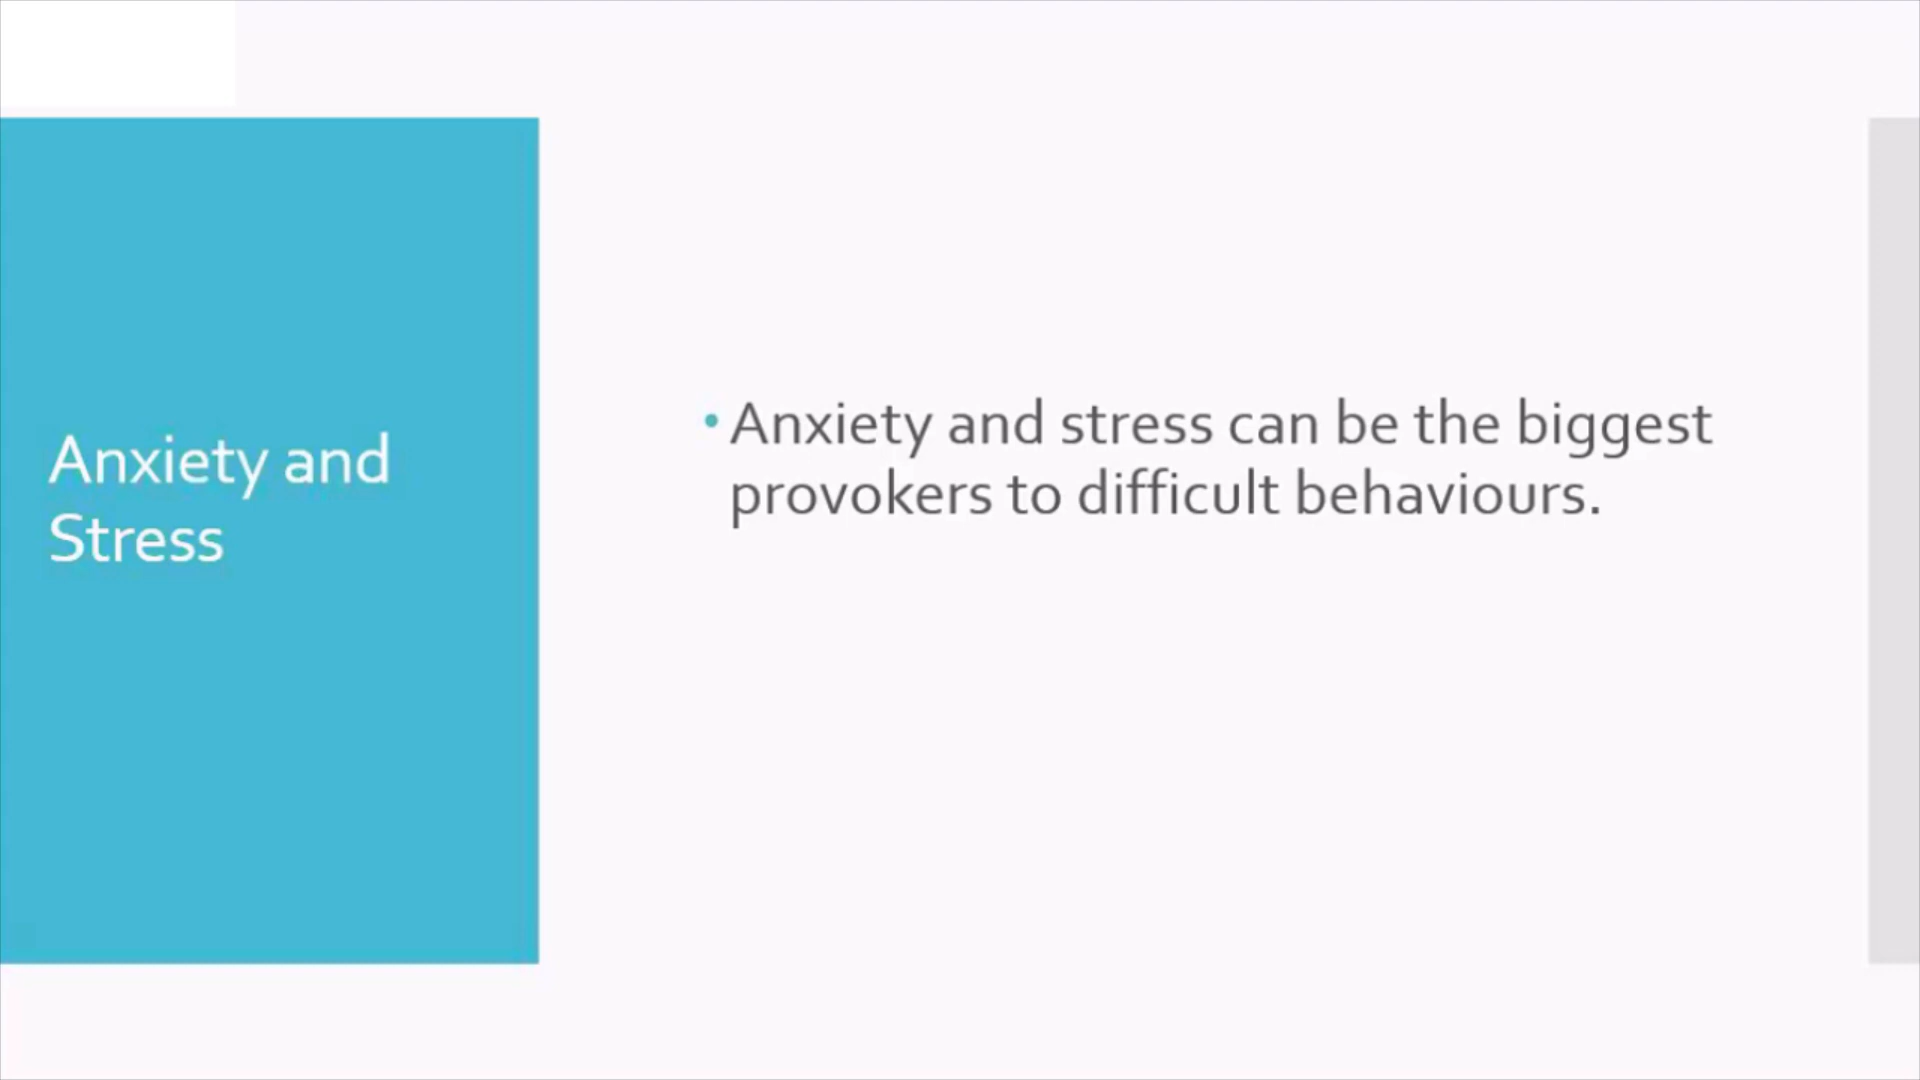 Anxiety and
Stress
• Anxiety and stress can be the biggest
provokers to difficult behaviours.